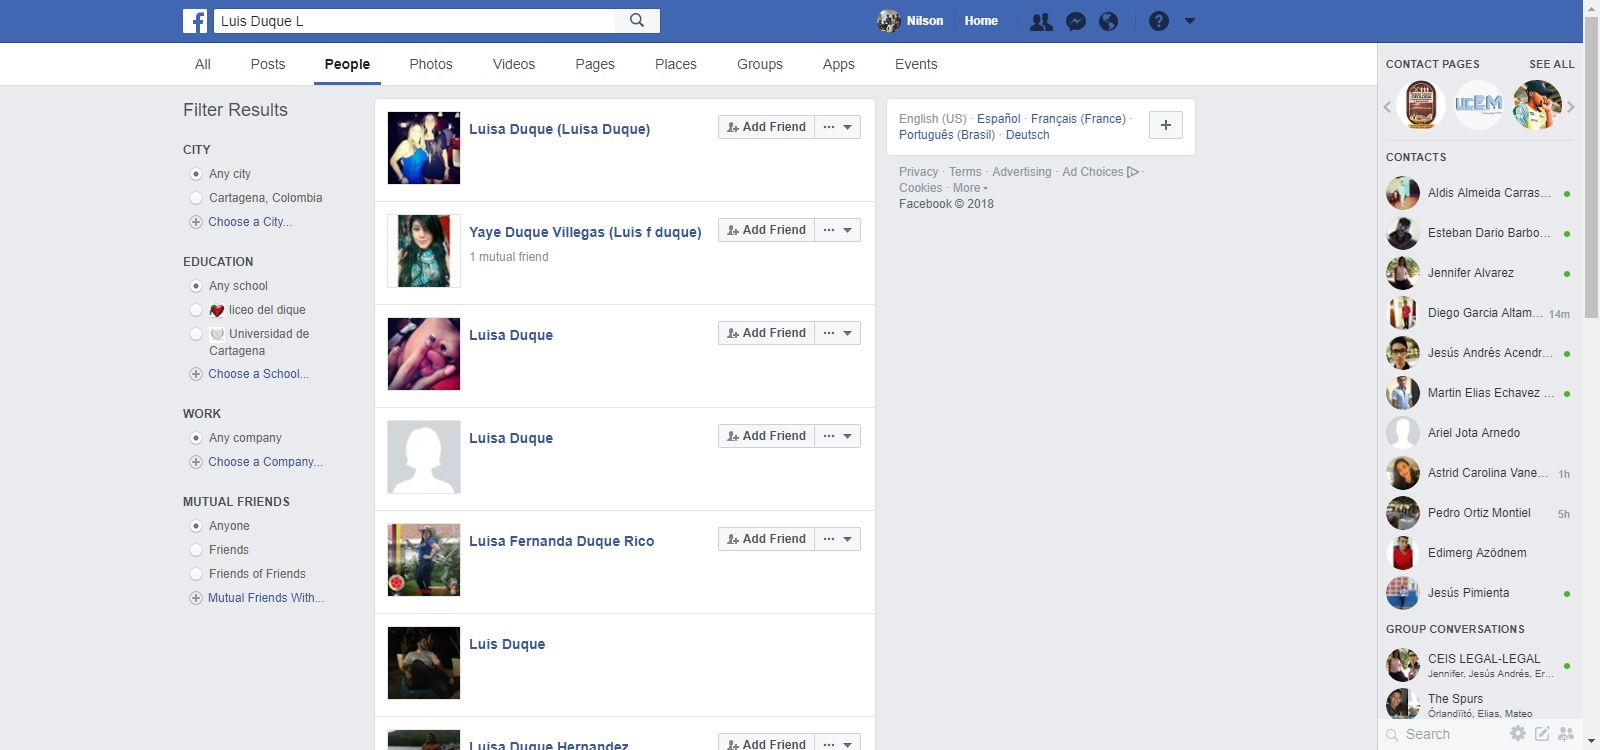 Luis Duque L
Nilson
Home
All
Posts
People
Photos
Videos
Pages
Places
Groups
Apps
Events
Filter Results
CITY
Any city
Cartagena, Colombia
Choose a City...
EDUCATION
Any school
liceo del dique
Universidad de
Cartagena
Choose a School...
WORK
Any company
Choose a Company...
MUTUAL FRIENDS
Anyone
Friends
Friends of Friends
Mutual Friends With...
Luisa Duque (Luisa Duque)
Add Friend
Yaye Duque Villegas (Luis f duque)
1 mutual friend
Add Friend
Luisa Duque
Add Friend
Luisa Duque
Add Friend
Luisa Fernanda Duque Rico
Add Friend
Luis Duque
Luisa Duque Hernandez
Add Friend
English (US) · Español · Français (France) ·
Português (Brasil) · Deutsch
Privacy · Terms · Advertising · Ad Choices ·
Cookies · More
Facebook © 2018
CONTACT PAGES
SEE ALL
UCEM
CONTACTS
Aldis Almeida Carras...
Esteban Dario Barbo...
Jennifer Alvarez
Diego Garcia Altam... 14m
Jesús Andrés Acendr...
Martin Elias Echavez ...
Ariel Jota Arnedo
Astrid Carolina Vane... 1h
Pedro Ortiz Montiel 5h
Edimerg Azödnem
Jesús Pimienta
GROUP CONVERSATIONS
CEIS LEGAL-LEGAL
Jennifer, Jesús Andrés, Er...
The Spurs
Órlandïitó, Elias, Mateo
Search